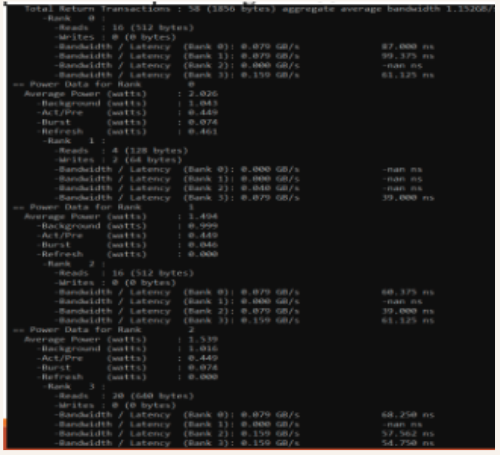 Total Return Transactions : 58 (1856 bytes) aggregate average bandwidth 1.152GB/
-Rank 0 :
-Reads : 16 (512 bytes)
-Writes : 0 (0 bytes)
-Bandwidth / Latency (Bank 0): 0.079 GB/s 87.000 ns
-Bandwidth / Latency (Bank 1): 0.079 GB/s 99.375 ns
-Bandwidth / Latency (Bank 2): 0.000 GB/s -nan ns
-Bandwidth / Latency (Bank 3): 0.159 GB/s 61.125 ns
== Power Data for Rank 0
Average Power (watts) : 2.026
-Background (watts) : 1.043
-Act/Pre (watts) : 0.449
-Burst (watts) : 0.074
-Refresh (watts) : 0.461
-Rank 1 :
-Reads : 4 (128 bytes)
-Writes : 2 (64 bytes)
-Bandwidth / Latency (Bank 0): 0.000 GB/s -nan ns
-Bandwidth / Latency (Bank 1): 0.000 GB/s -nan ns
-Bandwidth / Latency (Bank 2): 0.040 GB/s -nan ns
-Bandwidth / Latency (Bank 3): 0.079 GB/s 39.000 ns
== Power Data for Rank 1
Average Power (watts) : 1.494
-Background (watts) : 0.999
-Act/Pre (watts) : 0.449
-Burst (watts) : 0.046
-Refresh (watts) : 0.000
-Rank 2 :
-Reads : 16 (512 bytes)
-Writes : 0 (0 bytes)
-Bandwidth / Latency (Bank 0): 0.079 GB/s 60.375 ns
-Bandwidth / Latency (Bank 1): 0.000 GB/s -nan ns
-Bandwidth / Latency (Bank 2): 0.079 GB/s 39.000 ns
-Bandwidth / Latency (Bank 3): 0.159 GB/s 61.125 ns
== Power Data for Rank 2
Average Power (watts) : 1.539
-Background (watts) : 1.016
-Act/Pre (watts) : 0.449
-Burst (watts) : 0.074
-Refresh (watts) : 0.000
-Rank 3 :
-Reads : 20 (640 bytes)
-Writes : 0 (0 bytes)
-Bandwidth / Latency (Bank 0): 0.079 GB/s 68.250 ns
-Bandwidth / Latency (Bank 1): 0.000 GB/s -nan ns
-Bandwidth / Latency (Bank 2): 0.159 GB/s 57.562 ns
-Bandwidth / Latency (Bank 3): 0.159 GB/s 54.750 ns